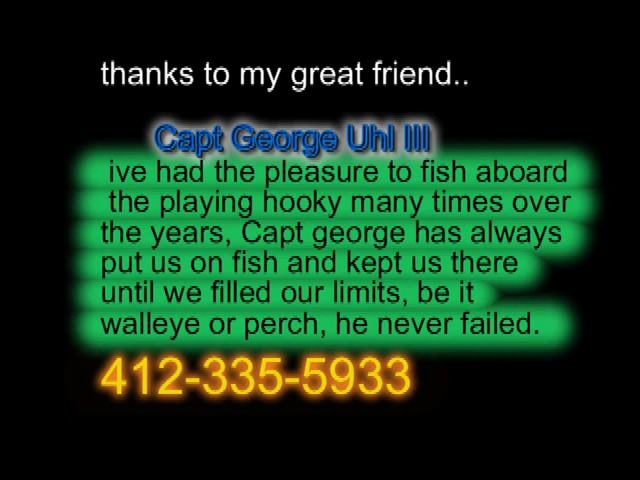 thanks to my great friend..
Capt George Uhl III
ive had the pleasure to fish aboard
the playing hooky many times over
the years, Capt george has always
put us on fish and kept us there
until we filled our limits, be it
walleye or perch, he never failed.
412-335-5933